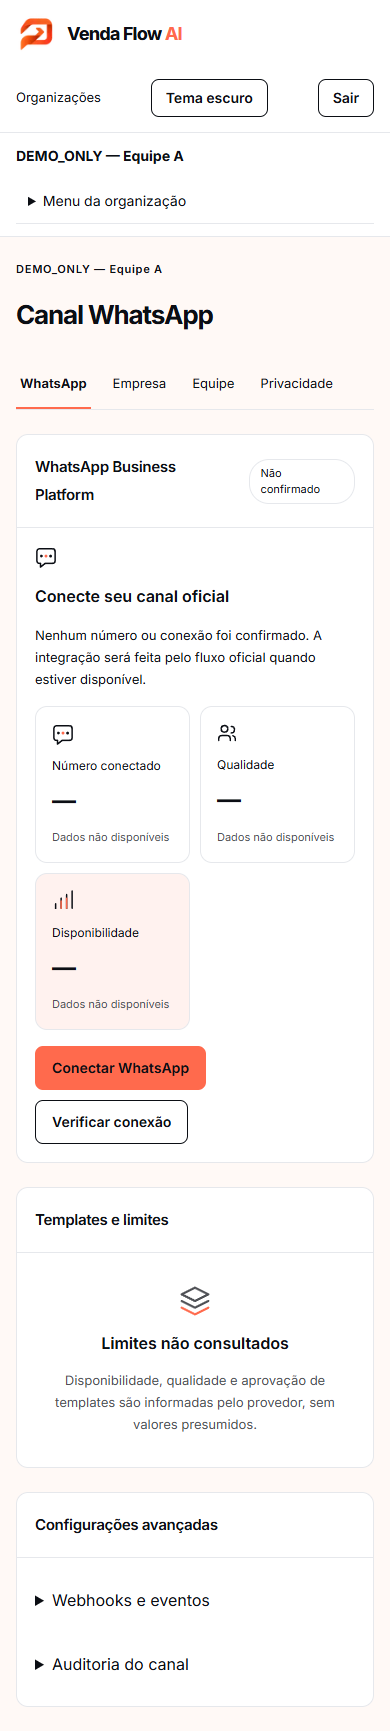 Venda Flow AI
Organizações
Tema escuro
Sair
DEMO_ONLY — Equipe A
Menu da organização
DEMO_ONLY — Equipe A
Canal WhatsApp
WhatsApp
Empresa
Equipe
Privacidade
WhatsApp Business
Platform
Não
confirmado
Conecte seu canal oficial
Nenhum número ou conexão foi confirmado. A
integração será feita pelo fluxo oficial quando
estiver disponível.
Número conectado
—
Dados não disponíveis
Qualidade
—
Dados não disponíveis
Disponibilidade
—
Dados não disponíveis
Conectar WhatsApp
Verificar conexão
Templates e limites
Limites não consultados
Disponibilidade, qualidade e aprovação de
templates são informadas pelo provedor, sem
valores presumidos.
Configurações avançadas
Webhooks e eventos
Auditoria do canal